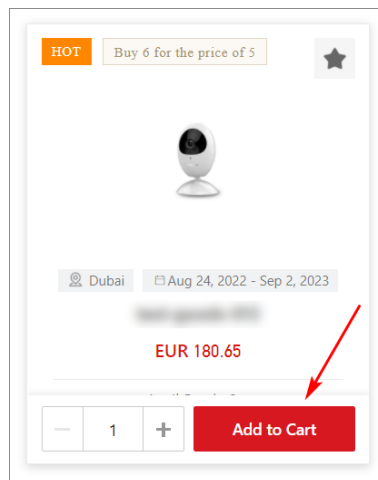 HOT Buy 6 for the price of 5
Dubai Aug 24, 2022 - Sep 2, 2023
EUR 180.65
1 Add to Cart